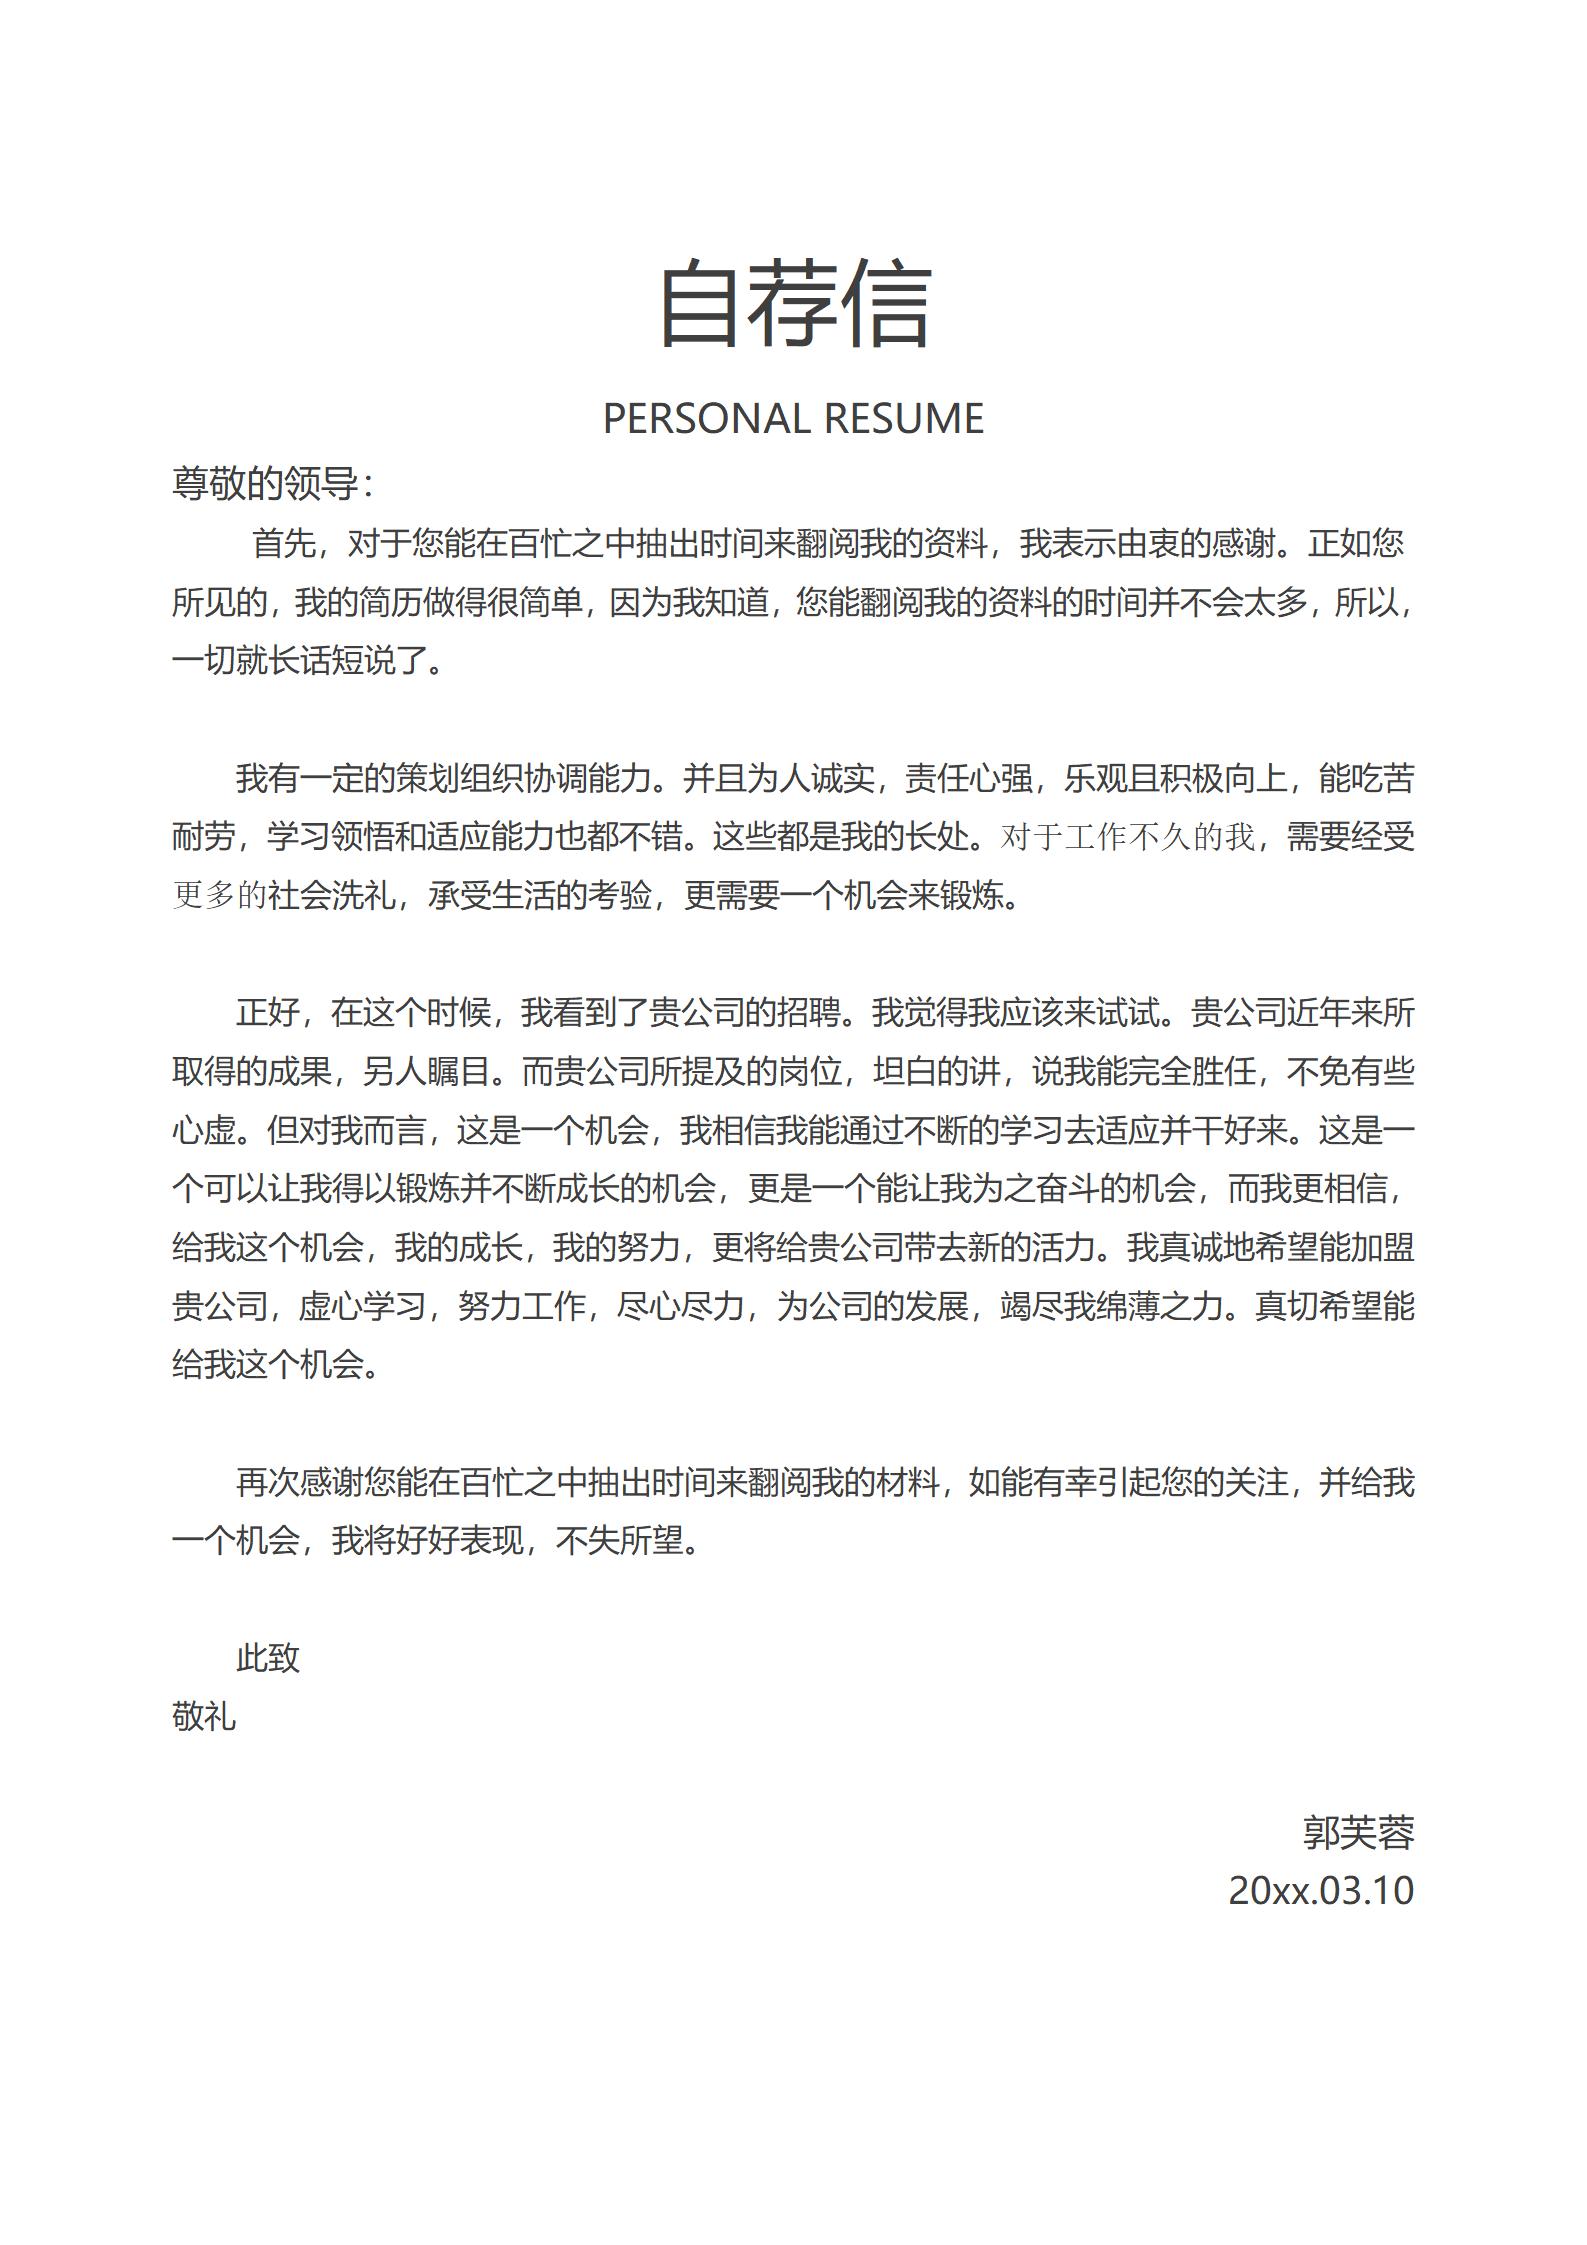 自荐信
PERSONAL RESUME
尊敬的领导：
首先，对于您能在百忙之中抽出时间来翻阅我的资料，我表示由衷的感谢。正如您
所见的，我的简历做得很简单，因为我知道，您能翻阅我的资料的时间并不会太多，所以，
一切就长话短说了。
我有一定的策划组织协调能力。并且为人诚实，责任心强，乐观且积极向上，能吃苦
耐劳，学习领悟和适应能力也都不错。这些都是我的长处。对于工作不久的我，需要经受
更多的社会洗礼，承受生活的考验，更需要一个机会来锻炼。
正好，在这个时候，我看到了贵公司的招聘。我觉得我应该来试试。贵公司近年来所
取得的成果，另人瞩目。而贵公司所提及的岗位，坦白的讲，说我能完全胜任，不免有些
心虚。但对我而言，这是一个机会，我相信我能通过不断的学习去适应并干好来。这是一
个可以让我得以锻炼并不断成长的机会，更是一个能让我为之奋斗的机会，而我更相信，
给我这个机会，我的成长，我的努力，更将给贵公司带去新的活力。我真诚地希望能加盟
贵公司，虚心学习，努力工作，尽心尽力，为公司的发展，竭尽我绵薄之力。真切希望能
给我这个机会。
再次感谢您能在百忙之中抽出时间来翻阅我的材料，如能有幸引起您的关注，并给我
一个机会，我将好好表现，不失所望。
此致
敬礼
郭芙蓉
20xx.03.10